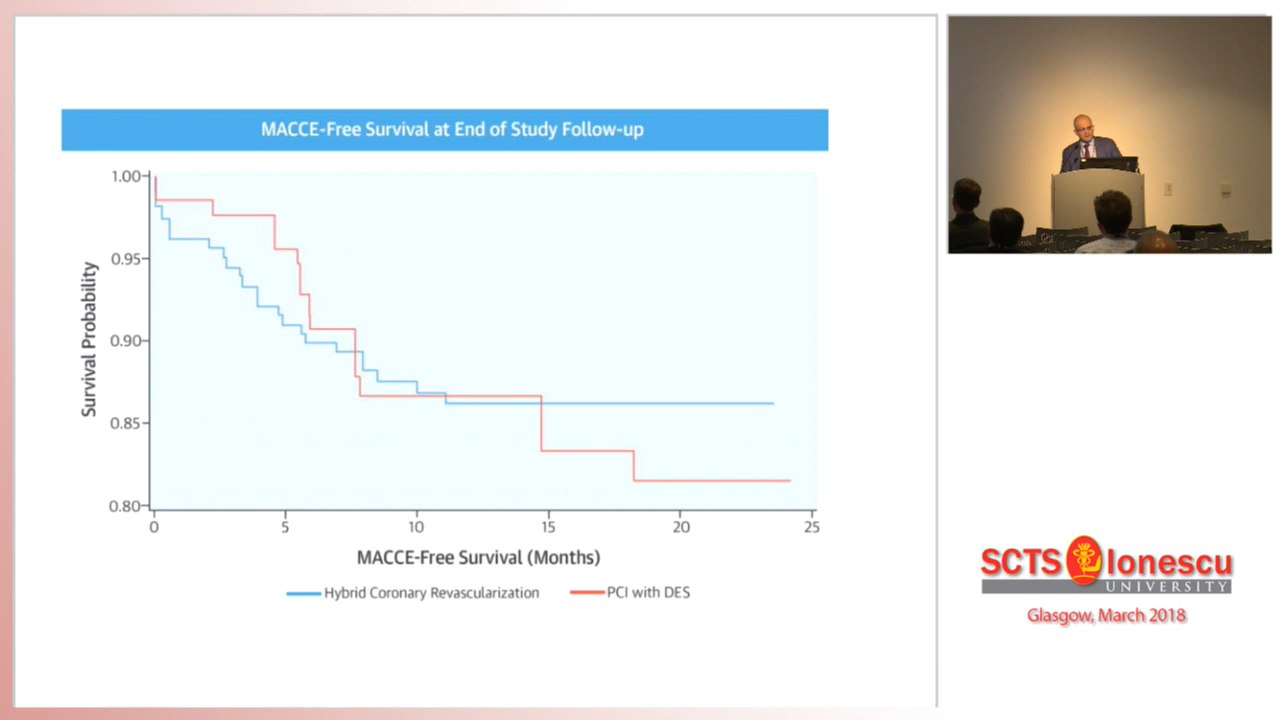 MACCE-Free Survival at End of Study Follow-up
1.00
0.95
0.90
0.85
0.80
Survival Probability
0 5 10 15 20 25
MACCE-Free Survival (Months)
Hybrid Coronary Revascularization PCI with DES
SCTS Ionescu
UNIVERSITY
Glasgow, March 2018